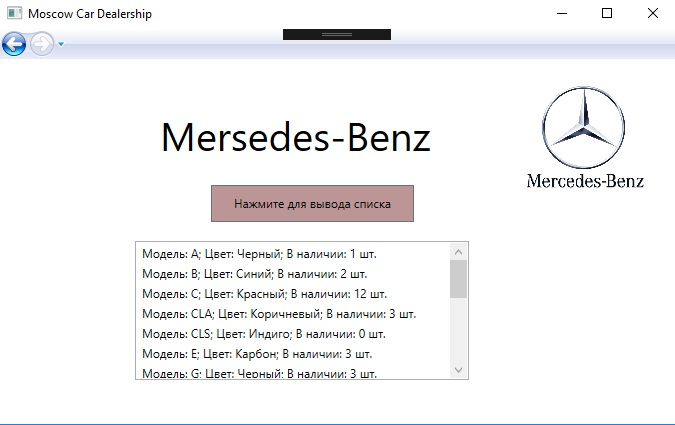 Moscow Car Dealership
Mersedes-Benz
Mercedes-Benz
Нажмите для вывода списка
Модель: A; Цвет: Черный; В наличии: 1 шт.
Модель: B; Цвет: Синий; В наличии: 2 шт.
Модель: C; Цвет: Красный; В наличии: 12 шт.
Модель: CLA; Цвет: Коричневый; В наличии: 3 шт.
Модель: CLS; Цвет: Индиго; В наличии: 0 шт.
Модель: E; Цвет: Карбон; В наличии: 3 шт.
Модель: G; Цвет: Черный; В наличии: 3 шт.